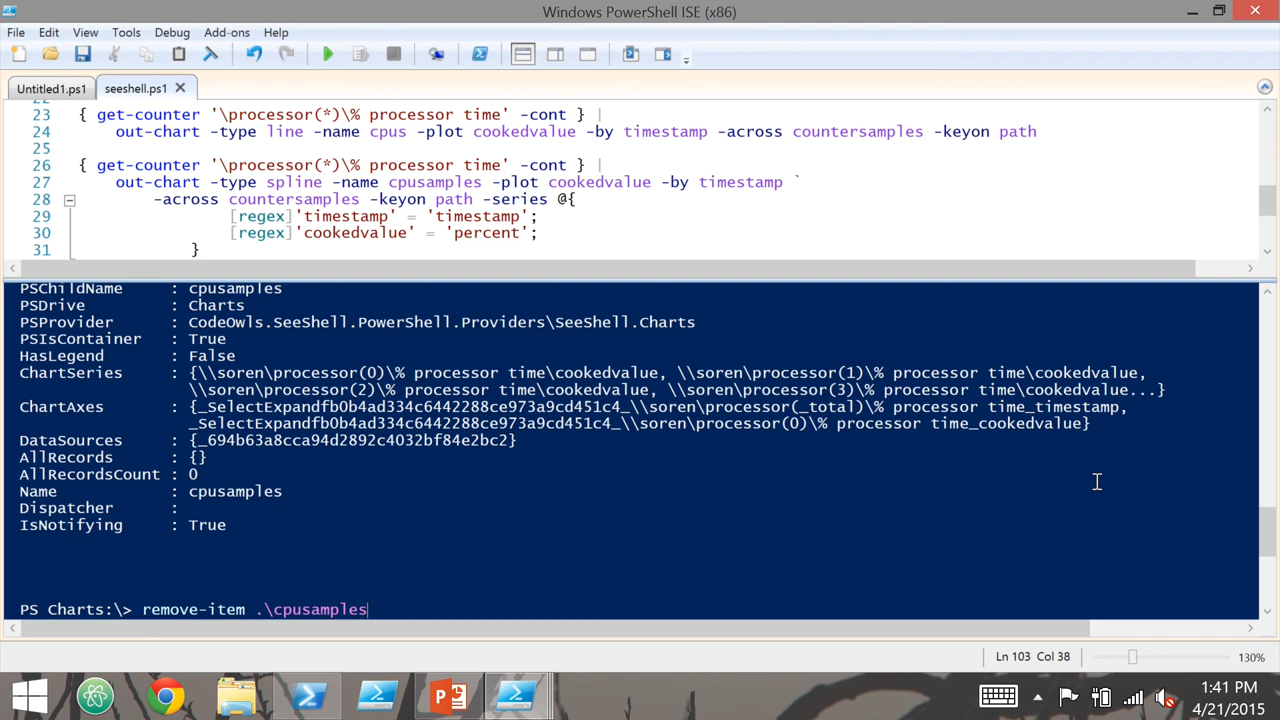 Windows PowerShell ISE (x86)
File Edit View Tools Debug Add-ons Help
Untitled1.ps1 seeshell.ps1
22
23 { get-counter '\processor(*)\% processor time' -cont } |
24 out-chart -type line -name cpus -plot cookedvalue -by timestamp -across countersamples -keyon path
25
26 { get-counter '\processor(*)\% processor time' -cont } |
27 out-chart -type spline -name cpusamples -plot cookedvalue -by timestamp `
28 -across countersamples -keyon path -series @{
29 [regex]'timestamp' = 'timestamp';
30 [regex]'cookedvalue' = 'percent';
31 }
PSChildName : cpusamples
PSDrive : Charts
PSProvider : CodeOwls.SeeShell.PowerShell.Providers\SeeShell.Charts
PSIsContainer : True
HasLegend : False
ChartSeries : {\\soren\processor(0)\% processor time\cookedvalue, \\soren\processor(1)\% processor time\cookedvalue,
\\soren\processor(2)\% processor time\cookedvalue, \\soren\processor(3)\% processor time\cookedvalue...}
ChartAxes : {_SelectExpandfb0b4ad334c6442288ce973a9cd451c4_\\soren\processor(_total)\% processor time_timestamp,
_SelectExpandfb0b4ad334c6442288ce973a9cd451c4_\\soren\processor(0)\% processor time_cookedvalue}
DataSources : {_694b63a8cca94d2892c4032bf84e2bc2}
AllRecords : {}
AllRecordsCount : 0
Name : cpusamples
Dispatcher :
IsNotifying : True
PS Charts:\> remove-item .\cpusamples
Ln 103 Col 38 130%
1:41 PM
4/21/2015